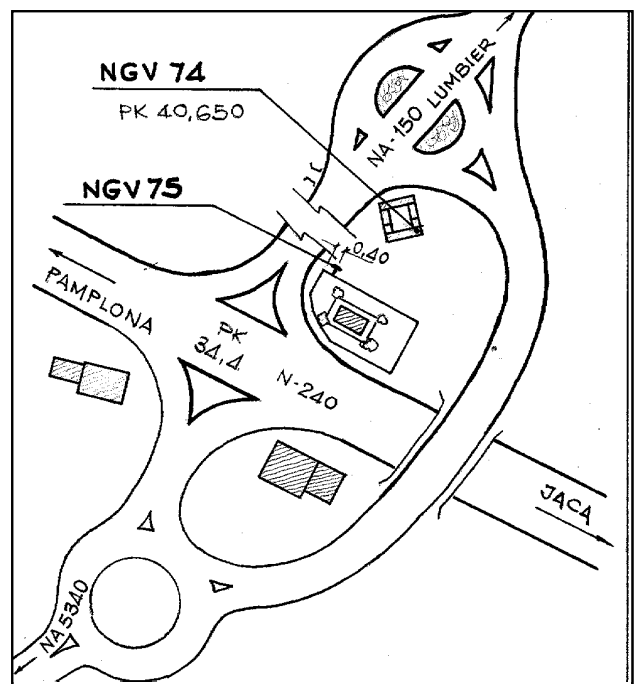 NGV 74
PK 40,650
NA-150 LUMBIER
NGV 75
0,40
PAMPLONA
PK
34,4
N-240
JACA
NA 5340